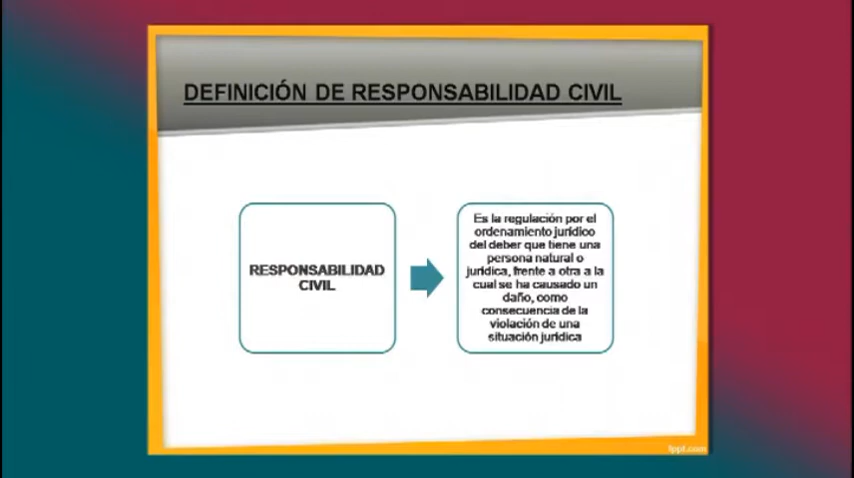 DEFINICIÓN DE RESPONSABILIDAD CIVIL
RESPONSABILIDAD
CIVIL
Es la regulación por el
ordenamiento jurídico
del deber que tiene una
persona natural o
jurídica, frente a otra a la
cual se ha causado un
daño, como
consecuencia de la
violación de una
situación jurídica
fppt.com